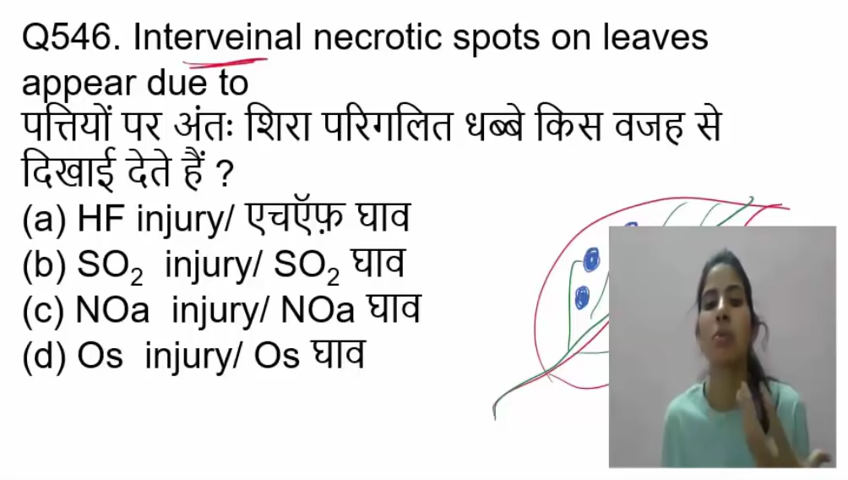 Q546. Interveinal necrotic spots on leaves
appear due to
पत्तियों पर अंतः शिरा परिगलित धब्बे किस वजह से
दिखाई देते हैं ?
(a) HF injury/ एचऍफ़ घाव
(b) SO₂ injury/ SO₂ घाव
(c) NOa injury/ NOa घाव
(d) Os injury/ Os घाव